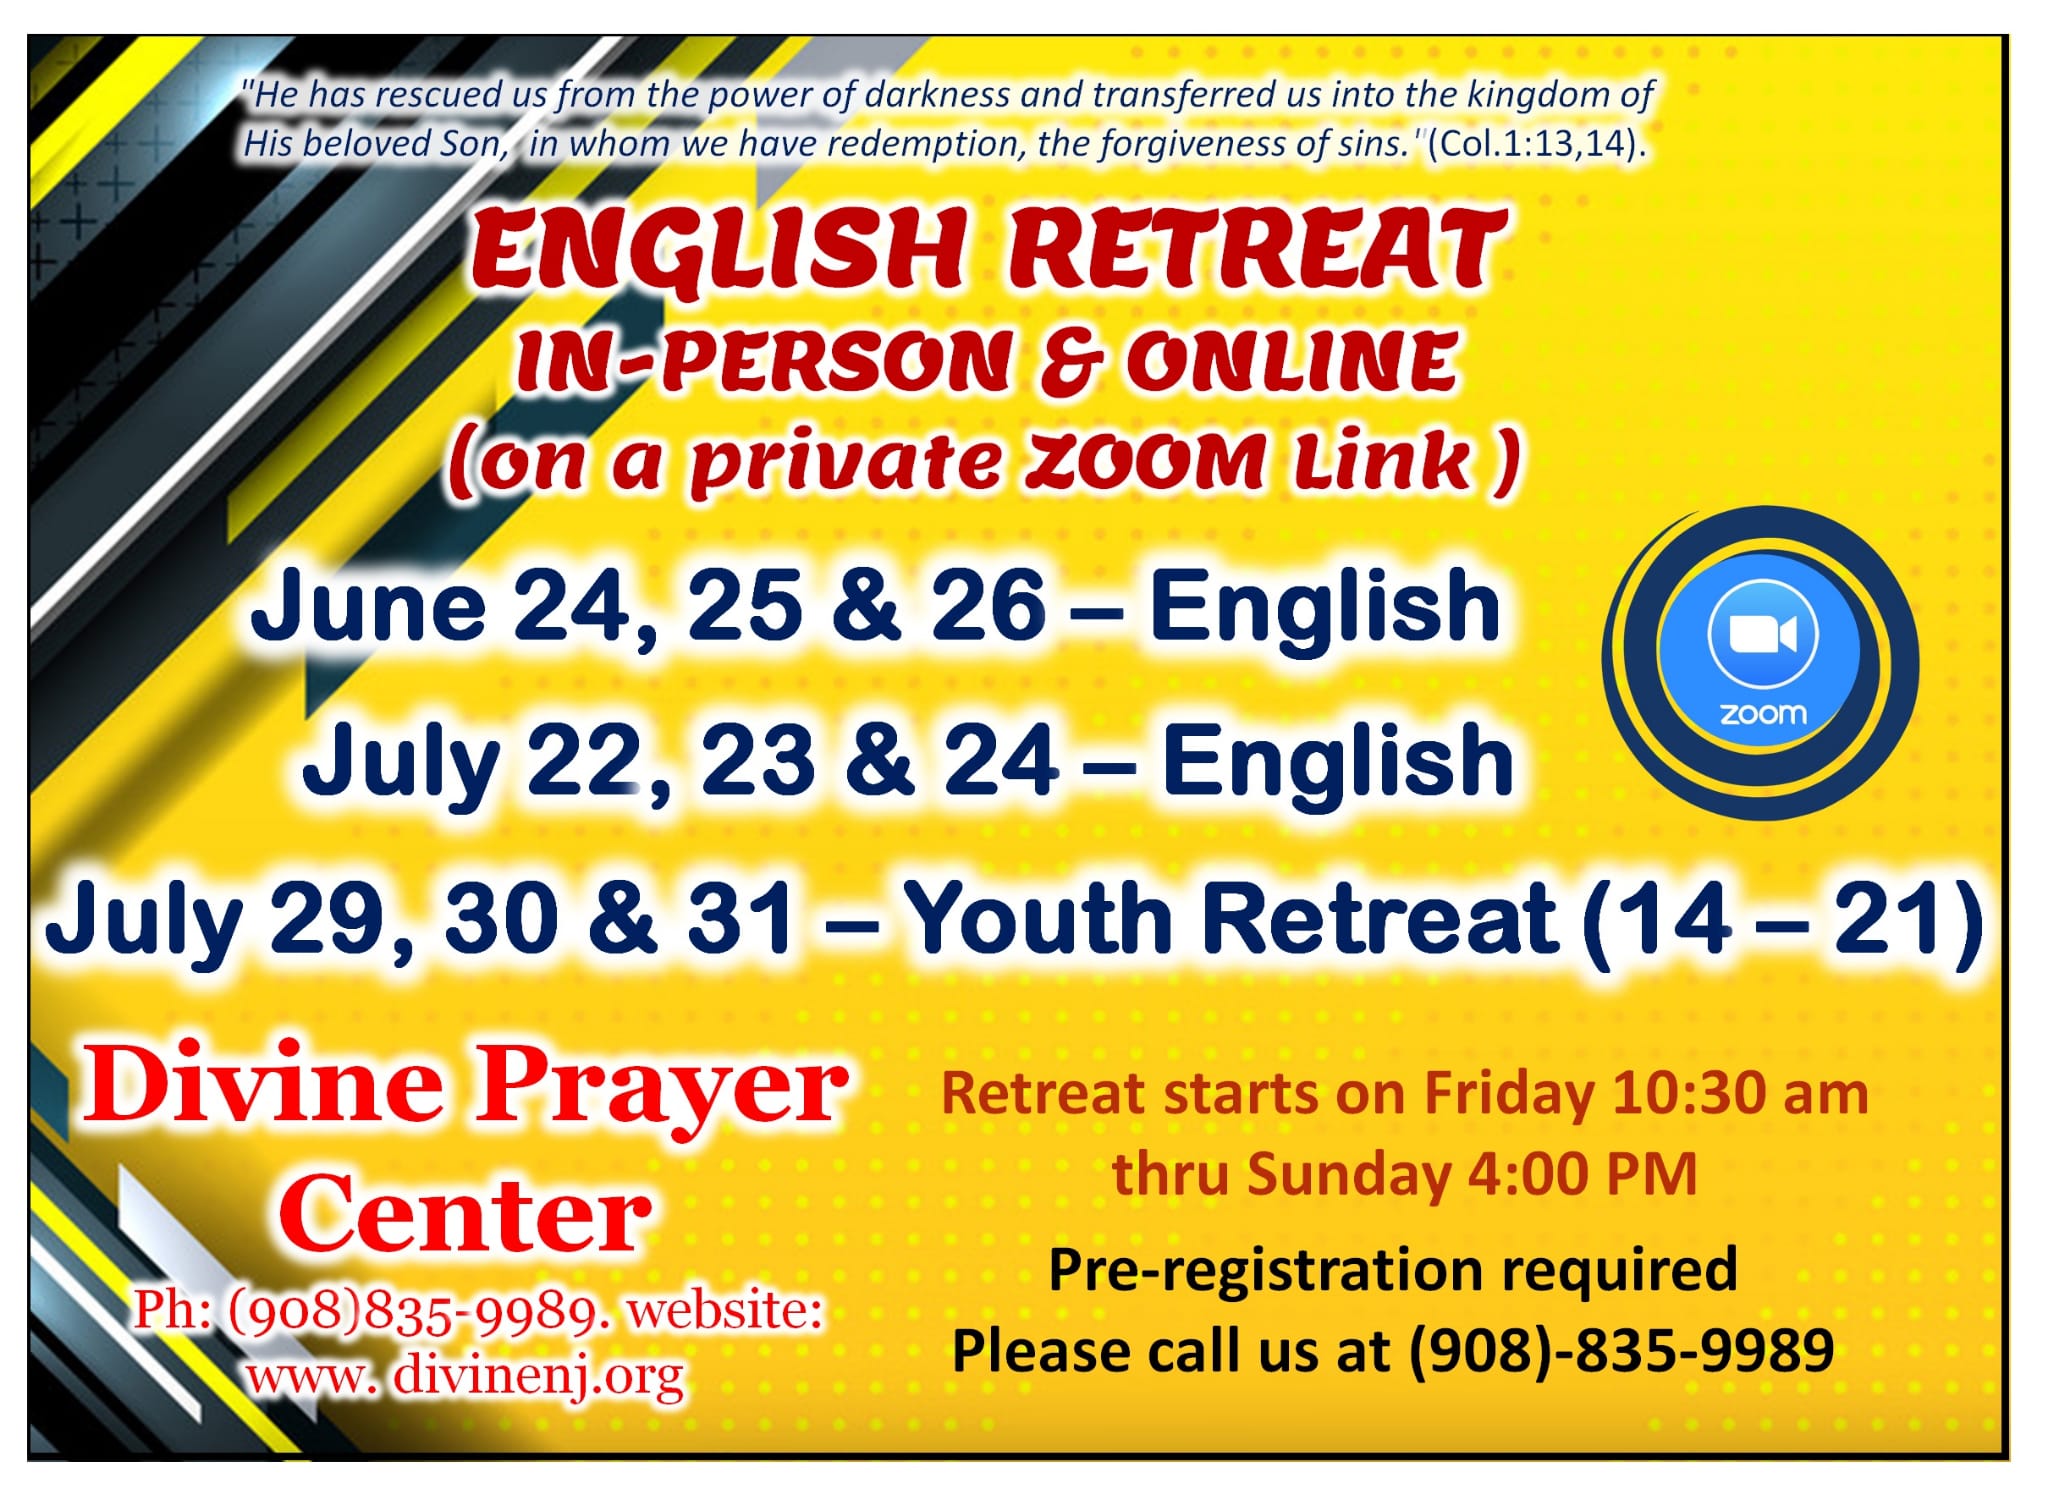 "He has rescued us from the power of darkness and transferred us into the kingdom of
His beloved Son, in whom we have redemption, the forgiveness of sins."(Col.1:13,14).
ENGLISH RETREAT
IN-PERSON & ONLINE
(on a private ZOOM Link )
June 24, 25 & 26 – English
zoom
July 22, 23 & 24 – English
July 29, 30 & 31 – Youth Retreat (14 – 21)
Divine Prayer
Center
Ph: (908)835-9989. website:
www. divinenj.org
Retreat starts on Friday 10:30 am
thru Sunday 4:00 PM
Pre-registration required
Please call us at (908)-835-9989